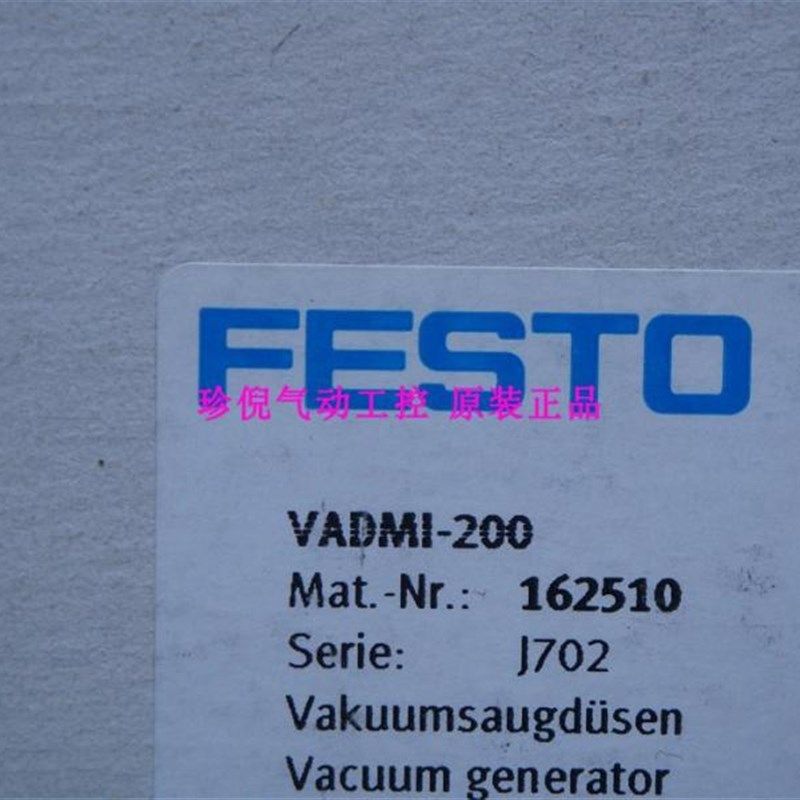 FESTO
珍倪气动工控 原装正品
VADMI-200
Mat.-Nr.: 162510
Serie: J702
Vakuumsaugdüsen
Vacuum generator